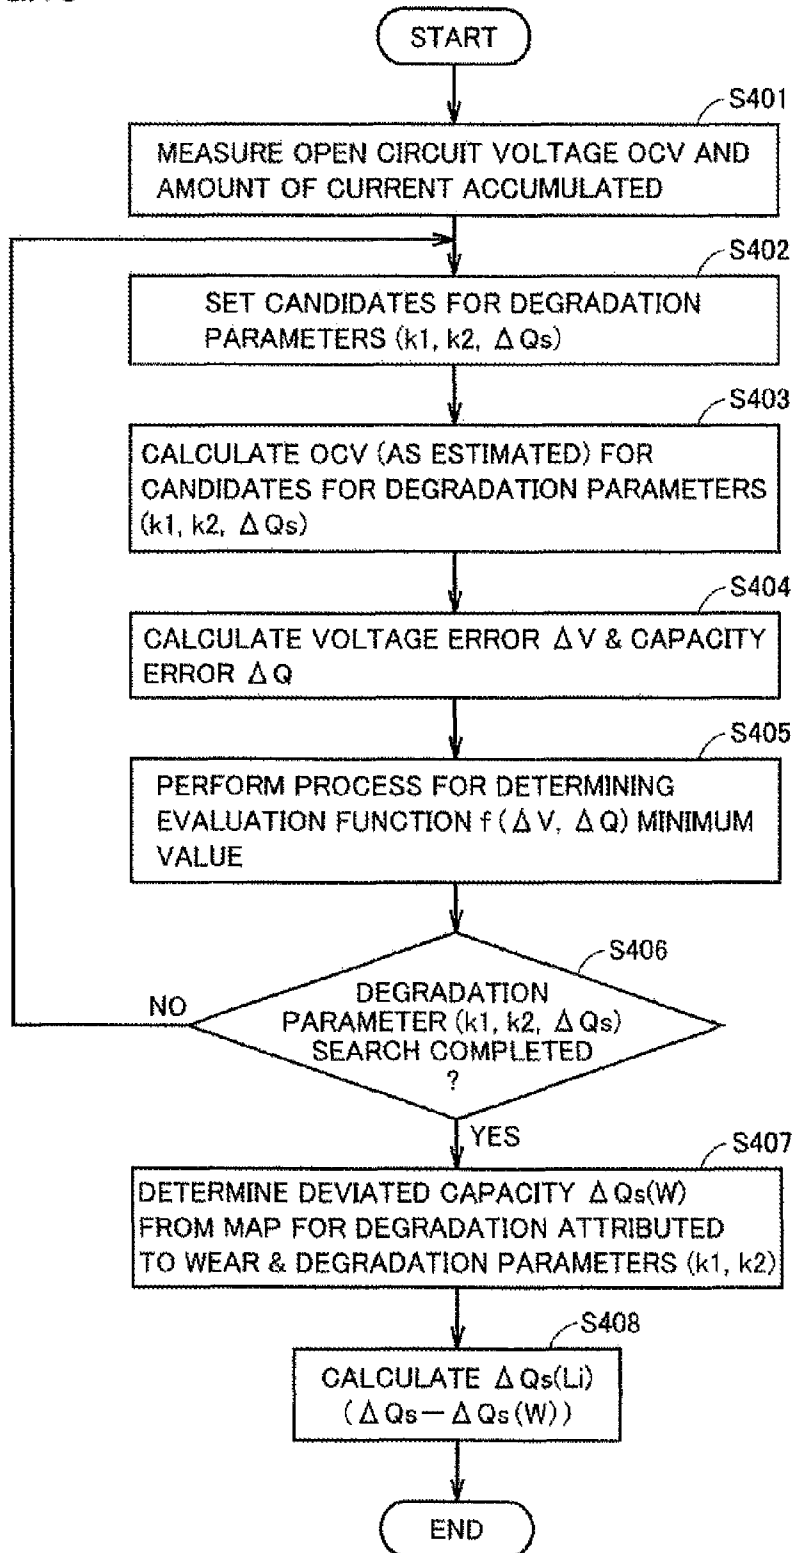 START
S401
MEASURE OPEN CIRCUIT VOLTAGE OCV AND
AMOUNT OF CURRENT ACCUMULATED
S402
SET CANDIDATES FOR DEGRADATION
PARAMETERS (k1, k2, ΔQs)
S403
CALCULATE OCV (AS ESTIMATED) FOR
CANDIDATES FOR DEGRADATION PARAMETERS
(k1, k2, ΔQs)
S404
CALCULATE VOLTAGE ERROR ΔV & CAPACITY
ERROR ΔQ
S405
PERFORM PROCESS FOR DETERMINING
EVALUATION FUNCTION f(ΔV, ΔQ) MINIMUM
VALUE
S406
NO
DEGRADATION
PARAMETER (k1, k2, ΔQs)
SEARCH COMPLETED
?
YES
S407
DETERMINE DEVIATED CAPACITY ΔQs(W)
FROM MAP FOR DEGRADATION ATTRIBUTED
TO WEAR & DEGRADATION PARAMETERS (k1, k2)
S408
CALCULATE ΔQs(Li)
(ΔQs－ΔQs(W))
END